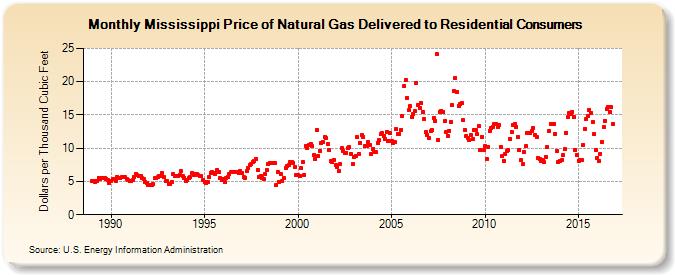 Monthly Mississippi Price of Natural Gas Delivered to Residential Consumers
Dollars per Thousand Cubic Feet
25
20
15
10
5
0
1990 1995 2000 2005 2010 2015
Source: U.S. Energy Information Administration